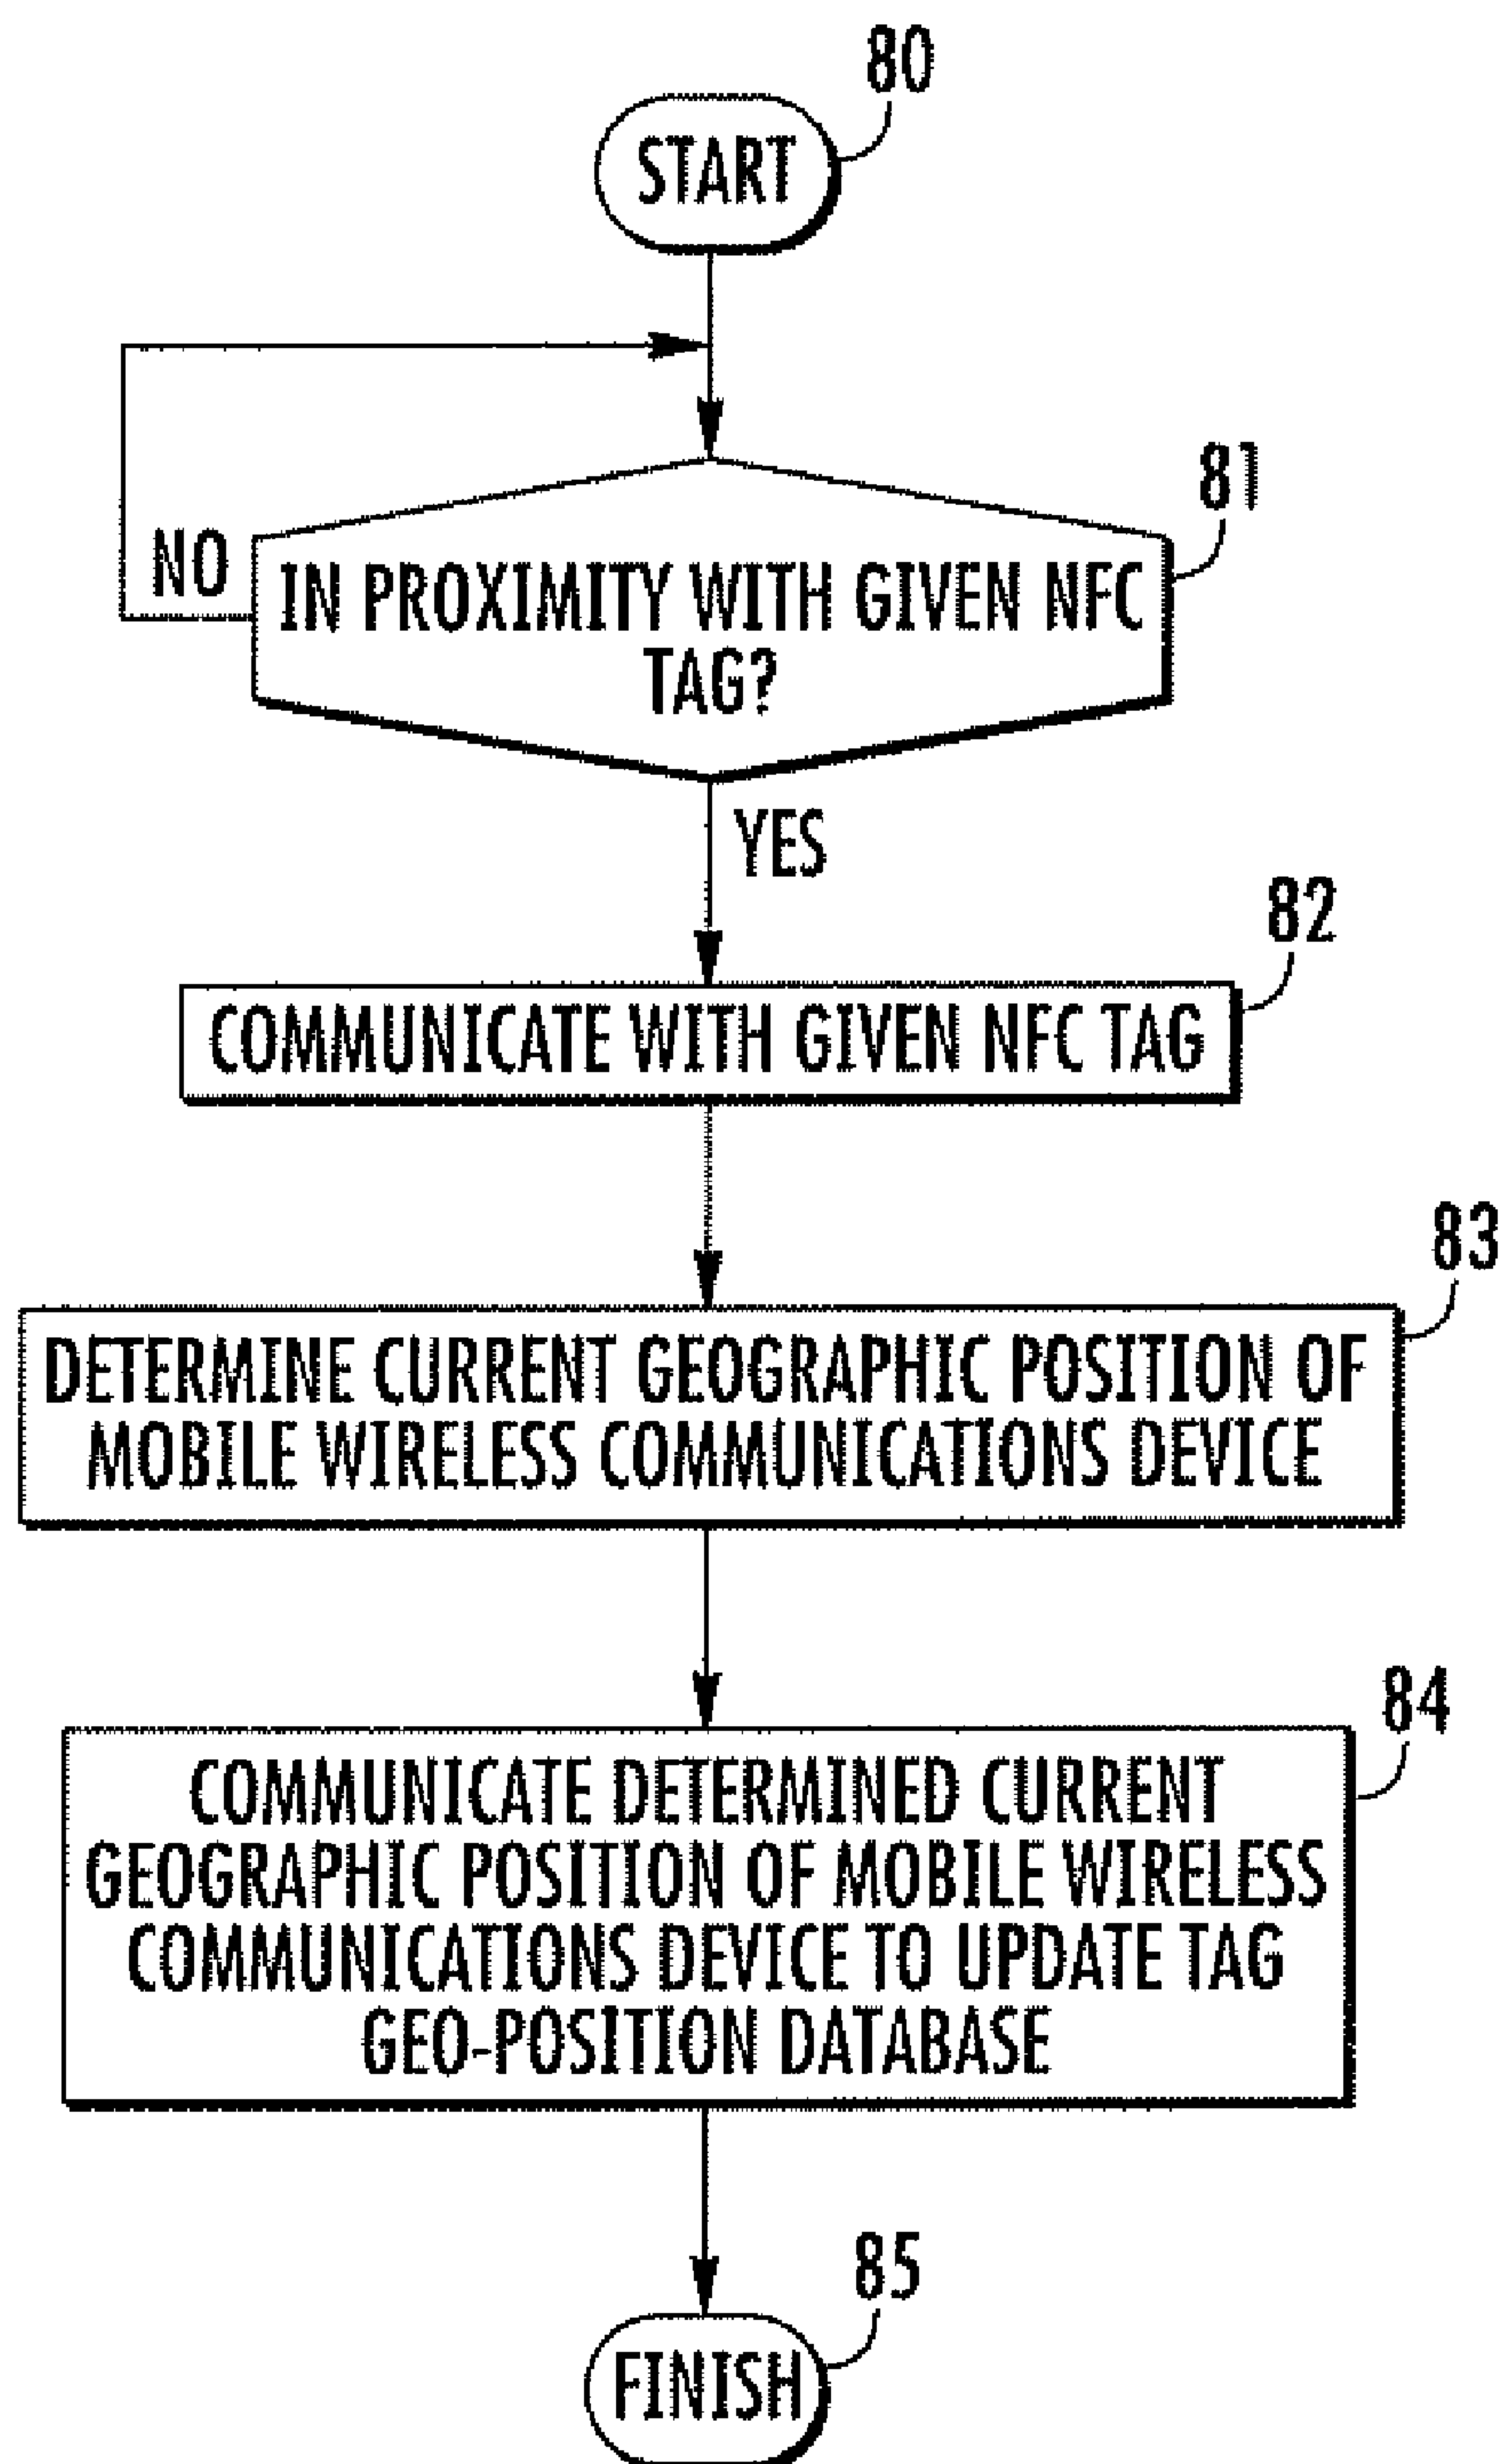 80
START
81
NO
IN PROXIMITY WITH GIVEN NFC
TAG?
YES
82
COMMUNICATE WITH GIVEN NFC TAG
83
DETERMINE CURRENT GEOGRAPHIC POSITION OF
MOBILE WIRELESS COMMUNICATIONS DEVICE
84
COMMUNICATE DETERMINED CURRENT
GEOGRAPHIC POSITION OF MOBILE WIRELESS
COMMUNICATIONS DEVICE TO UPDATE TAG
GEO-POSITION DATABASE
85
FINISH